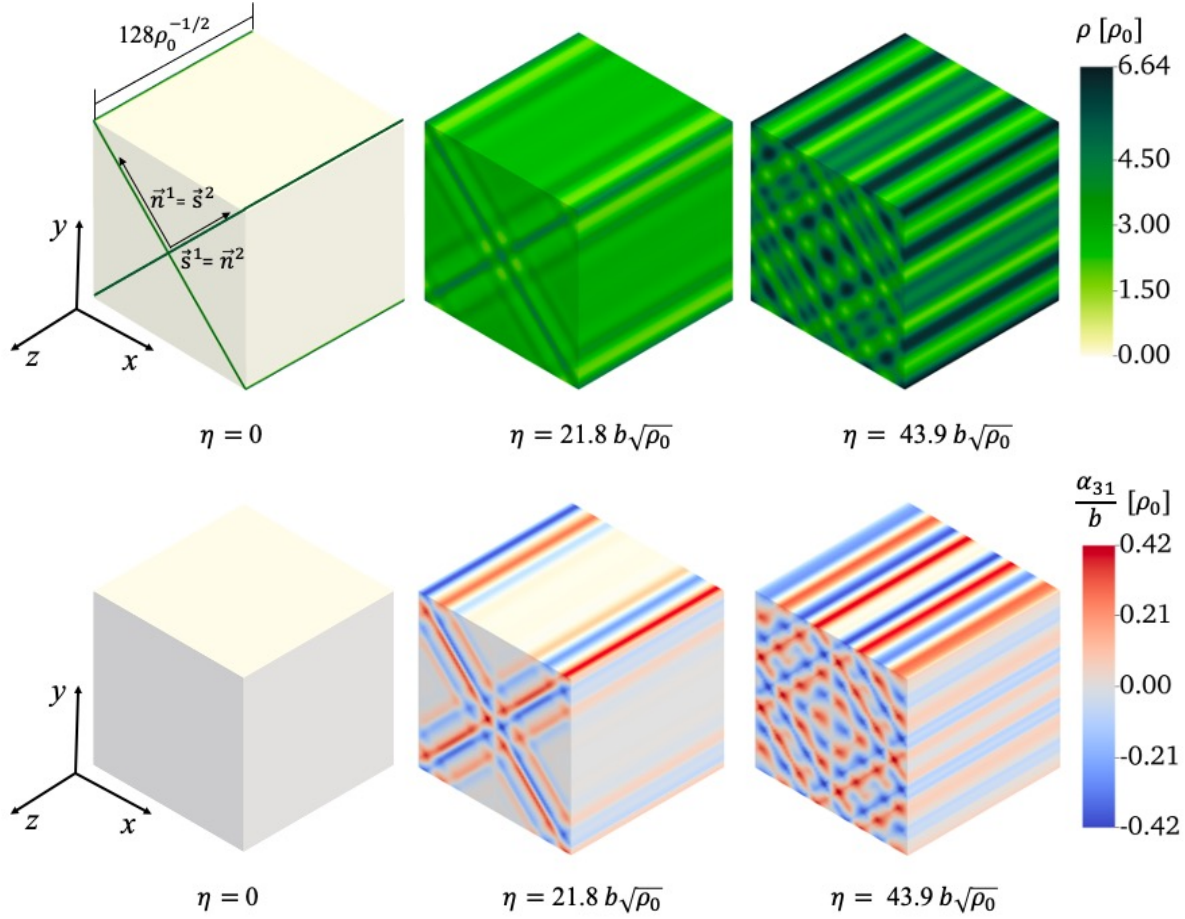 128ρ₀^{-1/2}
ρ [ρ₀]
6.64
4.50
3.00
1.50
0.00
n⃗¹= s⃗²
s⃗¹= n⃗²
y
z
x
η = 0
η = 21.8 b√ρ₀
η = 43.9 b√ρ₀
α₃₁/b [ρ₀]
0.42
0.21
0.00
-0.21
-0.42
y
z
x
η = 0
η = 21.8 b√ρ₀
η = 43.9 b√ρ₀